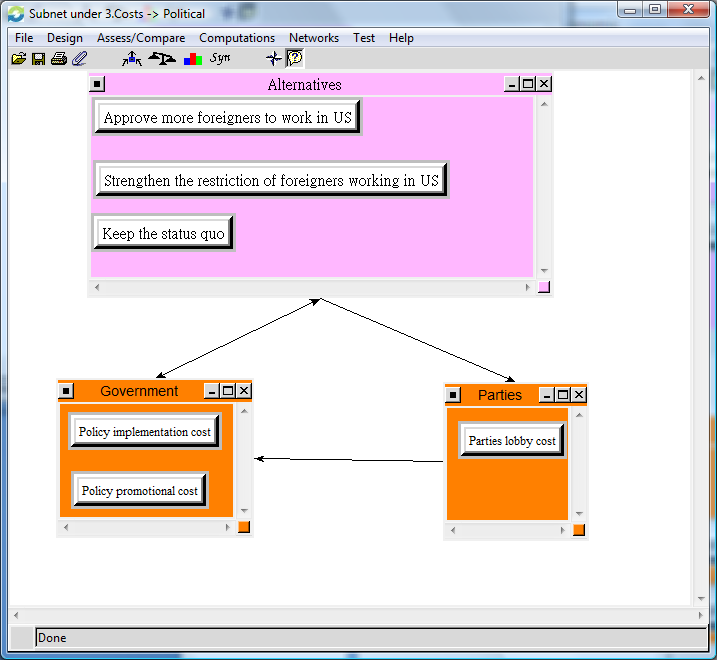 Subnet under 3.Costs -> Political
File Design Assess/Compare Computations Networks Test Help
Syn
Alternatives
Approve more foreigners to work in US
Strengthen the restriction of foreigners working in US
Keep the status quo
Government
Policy implementation cost
Policy promotional cost
Parties
Parties lobby cost
Done